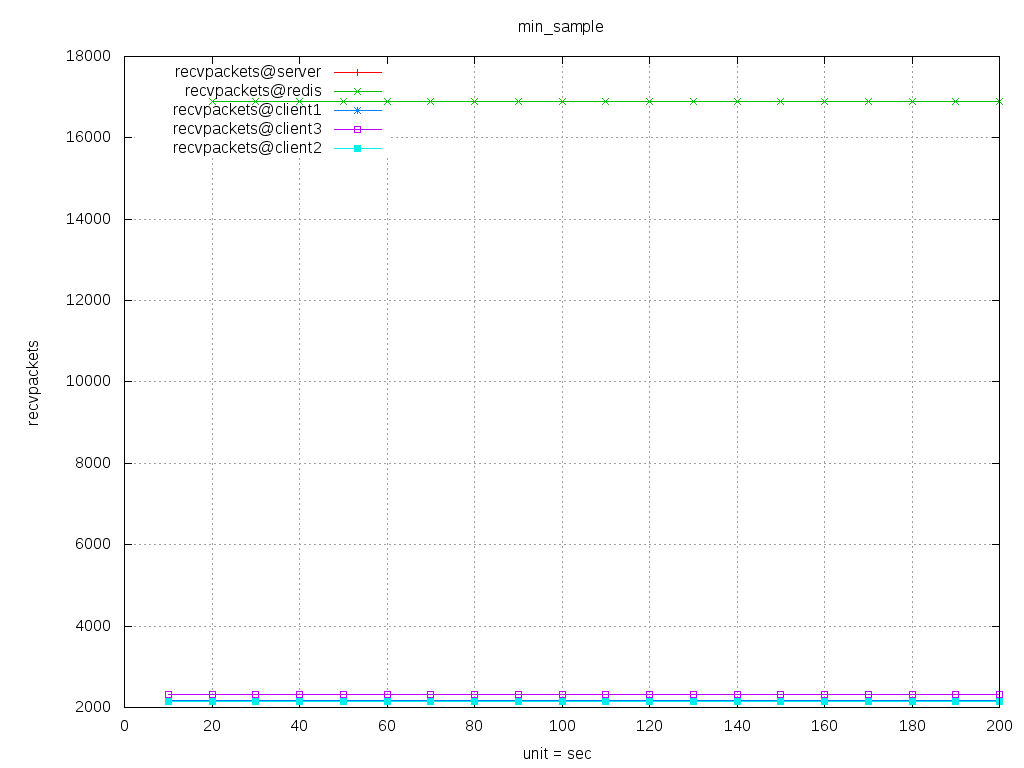 min_sample
18000
16000
14000
12000
10000
8000
6000
4000
2000
recvpackets
recvpackets@server
recvpackets@redis
recvpackets@client1
recvpackets@client3
recvpackets@client2
0 20 40 60 80 100 120 140 160 180 200
unit = sec